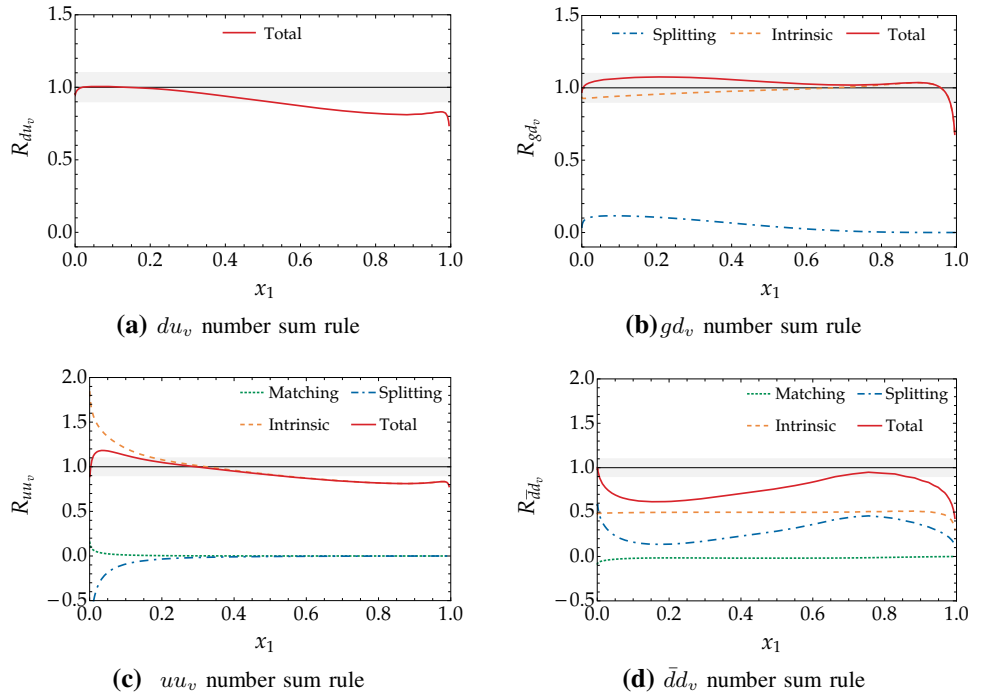 1.5
Total
1.0
0.5
0.0
R_{du_v}
0.0 0.2 0.4 0.6 0.8 1.0
x_1
(a) du_v number sum rule
1.5
Splitting Intrinsic Total
1.0
0.5
0.0
R_{gd_v}
0.0 0.2 0.4 0.6 0.8 1.0
x_1
(b) gd_v number sum rule
2.0
Matching Splitting
Intrinsic Total
1.5
1.0
0.5
0.0
−0.5
R_{uu_v}
0.0 0.2 0.4 0.6 0.8 1.0
x_1
(c) uu_v number sum rule
2.0
Matching Splitting
Intrinsic Total
1.5
1.0
0.5
0.0
−0.5
R_{d̄d_v}
0.0 0.2 0.4 0.6 0.8 1.0
x_1
(d) d̄d_v number sum rule